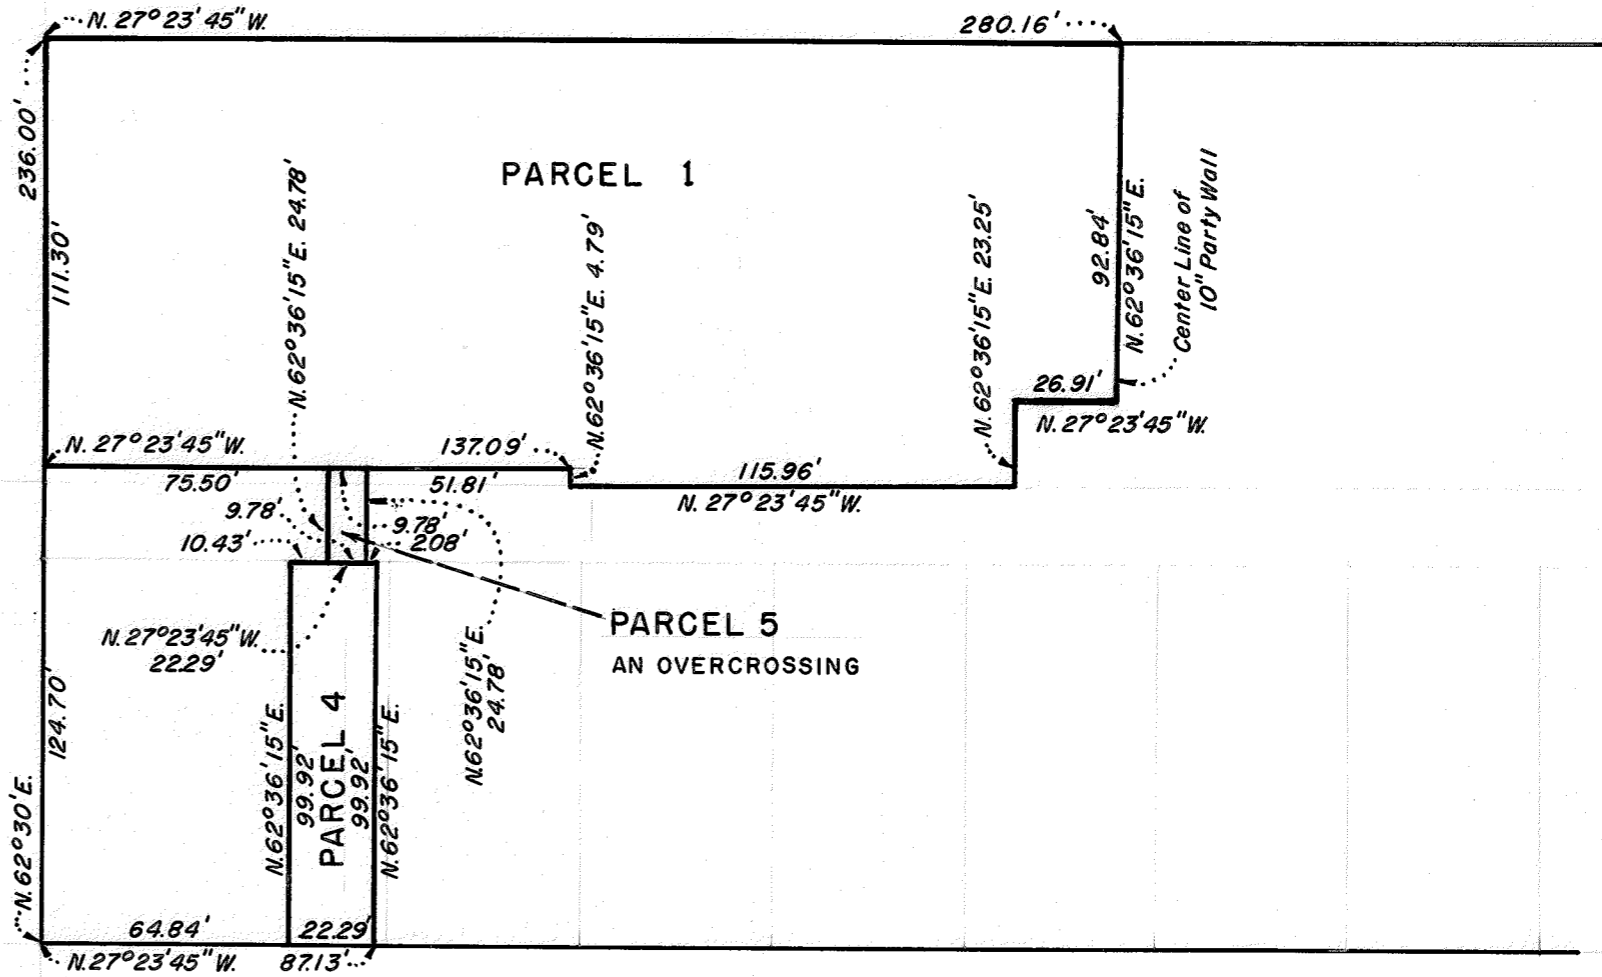 N. 27° 23' 45" W.
280.16'
236.00'
111.30'
PARCEL 1
N. 62° 36' 15" E. 24.78'
N. 62° 36' 15" E. 4.79'
N. 62° 36' 15" E. 23.25'
92.84'
N. 62° 36' 15" E.
Center Line of
10" Party Wall
26.91'
N. 27° 23' 45" W.
N. 27° 23' 45" W.
137.09'
75.50'
51.81'
115.96'
N. 27° 23' 45" W.
9.78'
9.78'
10.43'
2.08'
PARCEL 5
AN OVERCROSSING
N. 27° 23' 45" W.
22.29'
N. 62° 36' 15" E.
24.78'
124.70'
N. 62° 36' 15" E.
99.92'
PARCEL 4
99.92'
N. 62° 36' 15" E.
N. 62° 30' E.
64.84'
22.29'
N. 27° 23' 45" W.
87.13'